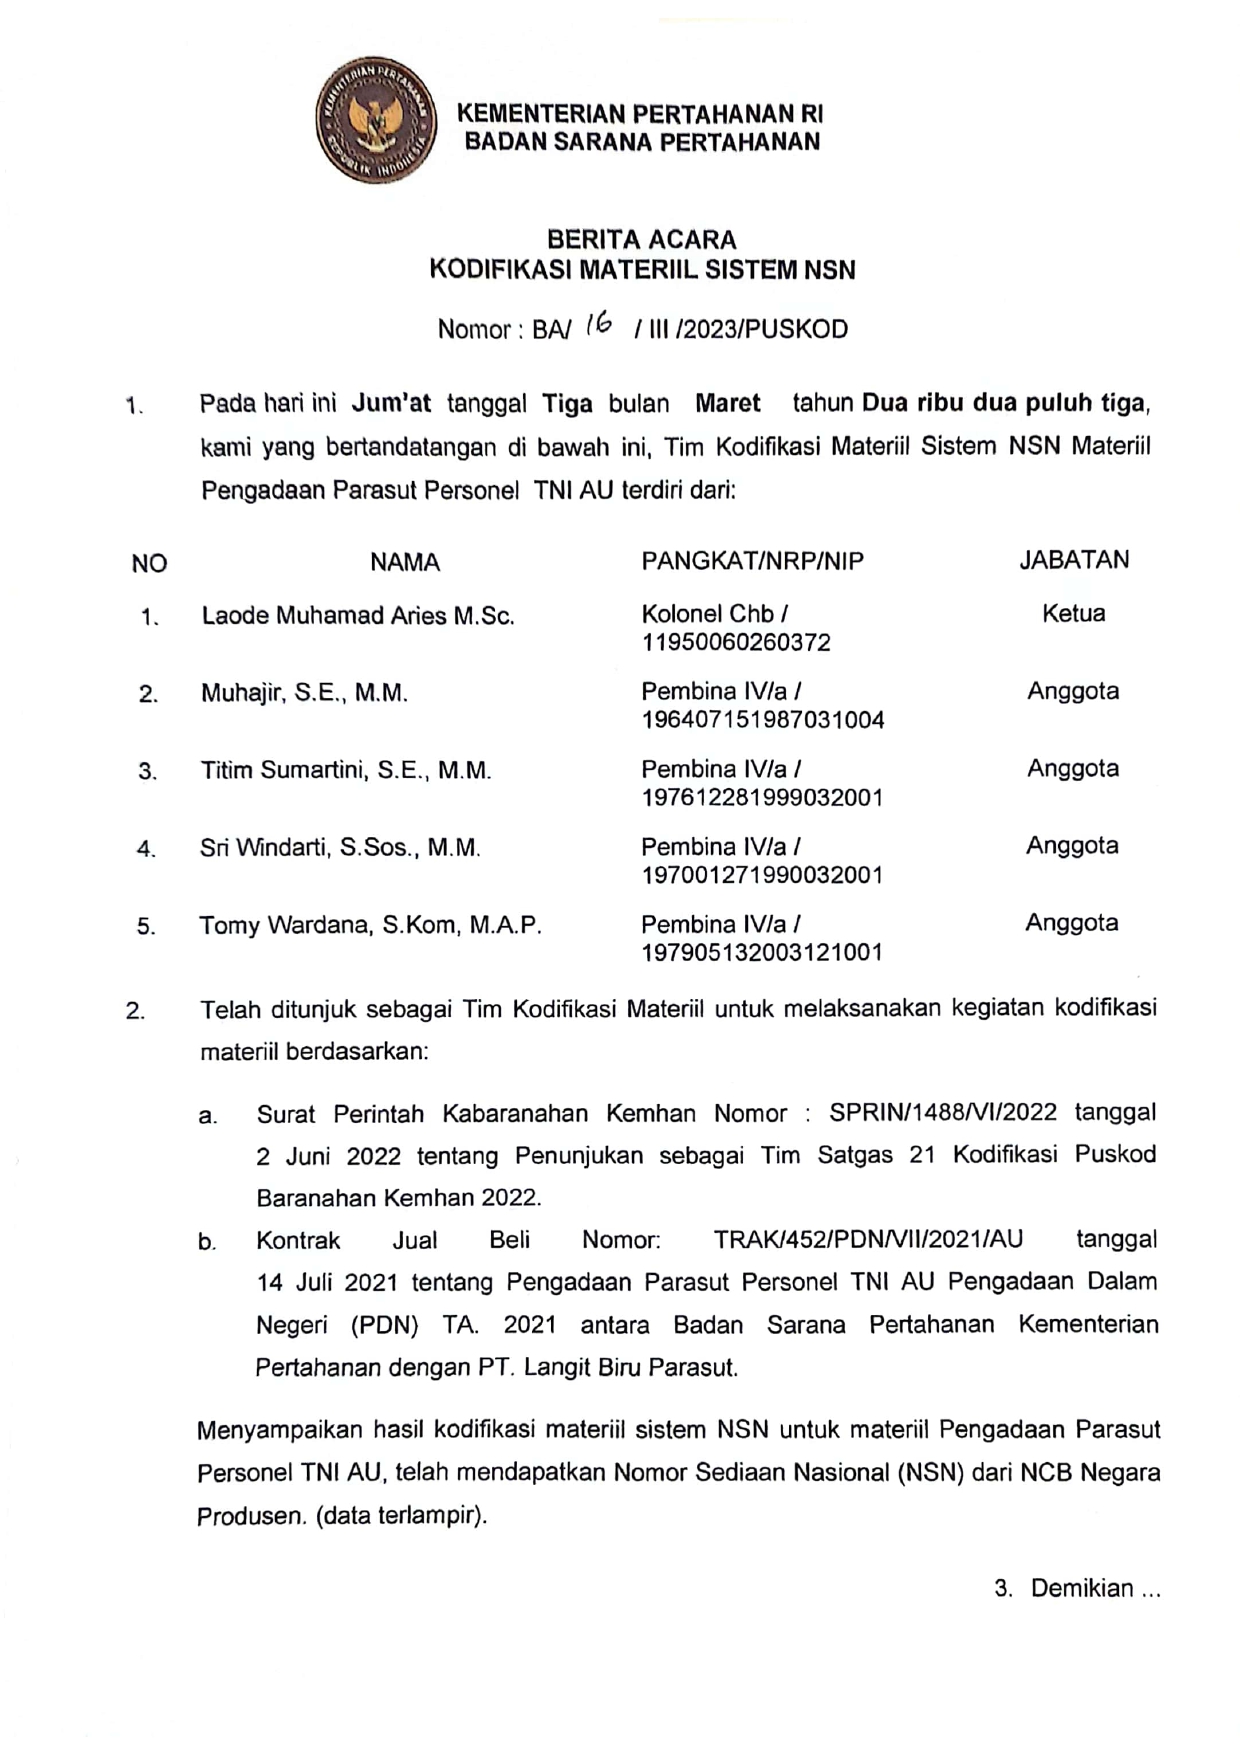 KEMENTERIAN PERTAHANAN
REPUBLIK INDONESIA
KEMENTERIAN PERTAHANAN RI
BADAN SARANA PERTAHANAN
BERITA ACARA
KODIFIKASI MATERIIL SISTEM NSN
Nomor : BA/ 16 / III /2023/PUSKOD
1. Pada hari ini Jum'at tanggal Tiga bulan Maret tahun Dua ribu dua puluh tiga,
kami yang bertandatangan di bawah ini, Tim Kodifikasi Materiil Sistem NSN Materiil
Pengadaan Parasut Personel TNI AU terdiri dari:
NO NAMA PANGKAT/NRP/NIP JABATAN
1. Laode Muhamad Aries M.Sc. Kolonel Chb / Ketua
11950060260372
2. Muhajir, S.E., M.M. Pembina IV/a / Anggota
196407151987031004
3. Titim Sumartini, S.E., M.M. Pembina IV/a / Anggota
197612281999032001
4. Sri Windarti, S.Sos., M.M. Pembina IV/a / Anggota
197001271990032001
5. Tomy Wardana, S.Kom, M.A.P. Pembina IV/a / Anggota
197905132003121001
2. Telah ditunjuk sebagai Tim Kodifikasi Materiil untuk melaksanakan kegiatan kodifikasi
materiil berdasarkan:
a. Surat Perintah Kabaranahan Kemhan Nomor : SPRIN/1488/VI/2022 tanggal
2 Juni 2022 tentang Penunjukan sebagai Tim Satgas 21 Kodifikasi Puskod
Baranahan Kemhan 2022.
b. Kontrak Jual Beli Nomor: TRAK/452/PDN/VII/2021/AU tanggal
14 Juli 2021 tentang Pengadaan Parasut Personel TNI AU Pengadaan Dalam
Negeri (PDN) TA. 2021 antara Badan Sarana Pertahanan Kementerian
Pertahanan dengan PT. Langit Biru Parasut.
Menyampaikan hasil kodifikasi materiil sistem NSN untuk materiil Pengadaan Parasut
Personel TNI AU, telah mendapatkan Nomor Sediaan Nasional (NSN) dari NCB Negara
Produsen. (data terlampir).
3. Demikian ...